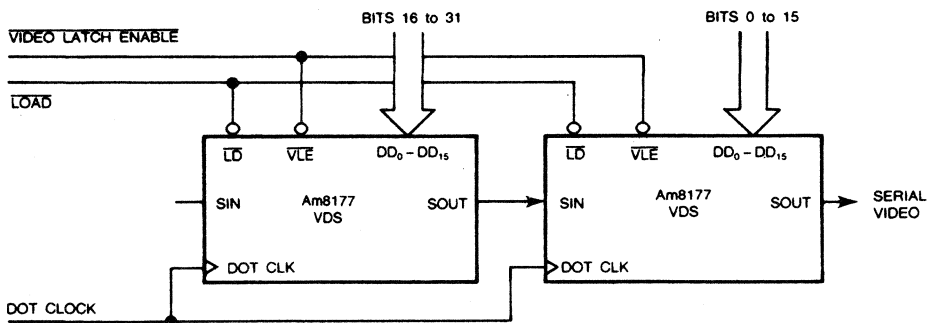 BITS 16 to 31
BITS 0 to 15
VIDEO LATCH ENABLE
LOAD
LD
VLE
DD0 – DD15
SIN
Am8177
VDS
SOUT
DOT CLK
LD
VLE
DD0 – DD15
SIN
Am8177
VDS
SOUT
DOT CLK
SERIAL
VIDEO
DOT CLOCK